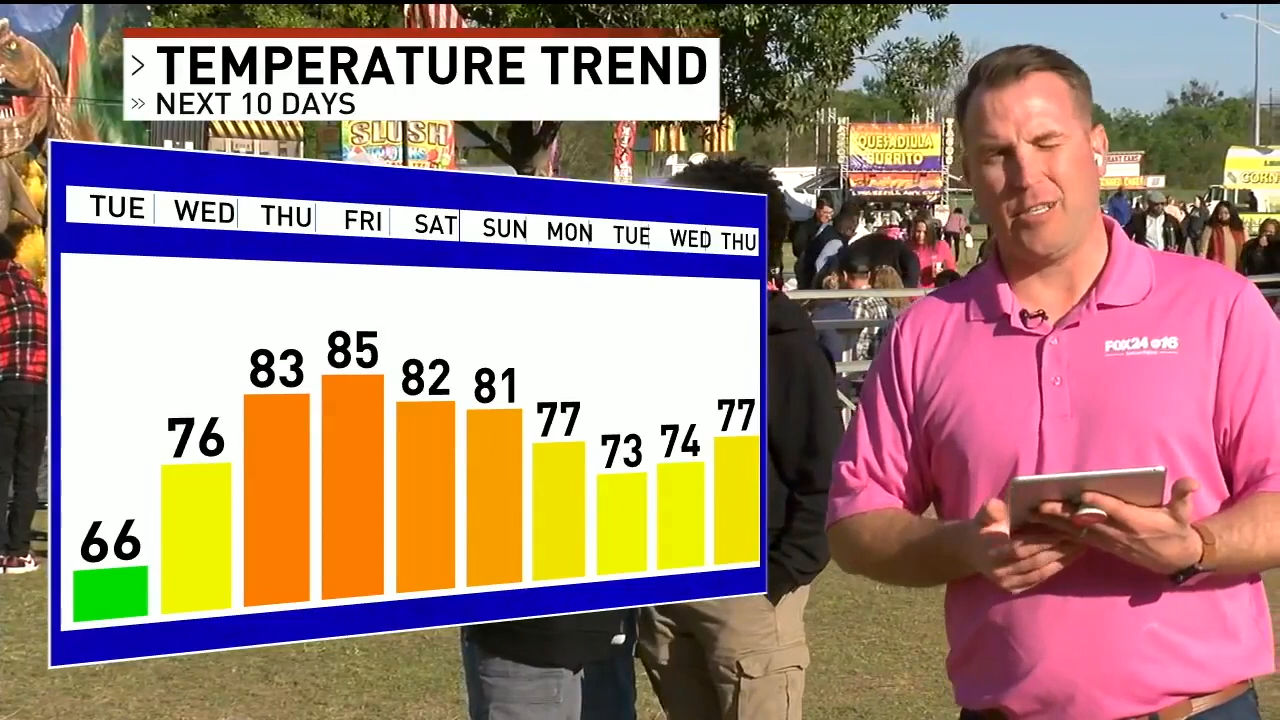 > TEMPERATURE TREND
» NEXT 10 DAYS
TUE WED THU FRI SAT SUN MON TUE WED THU
66 76 83 85 82 81 77 73 74 77
SLUSH
QUESADILLA
BURRITO
CORN
FOX24